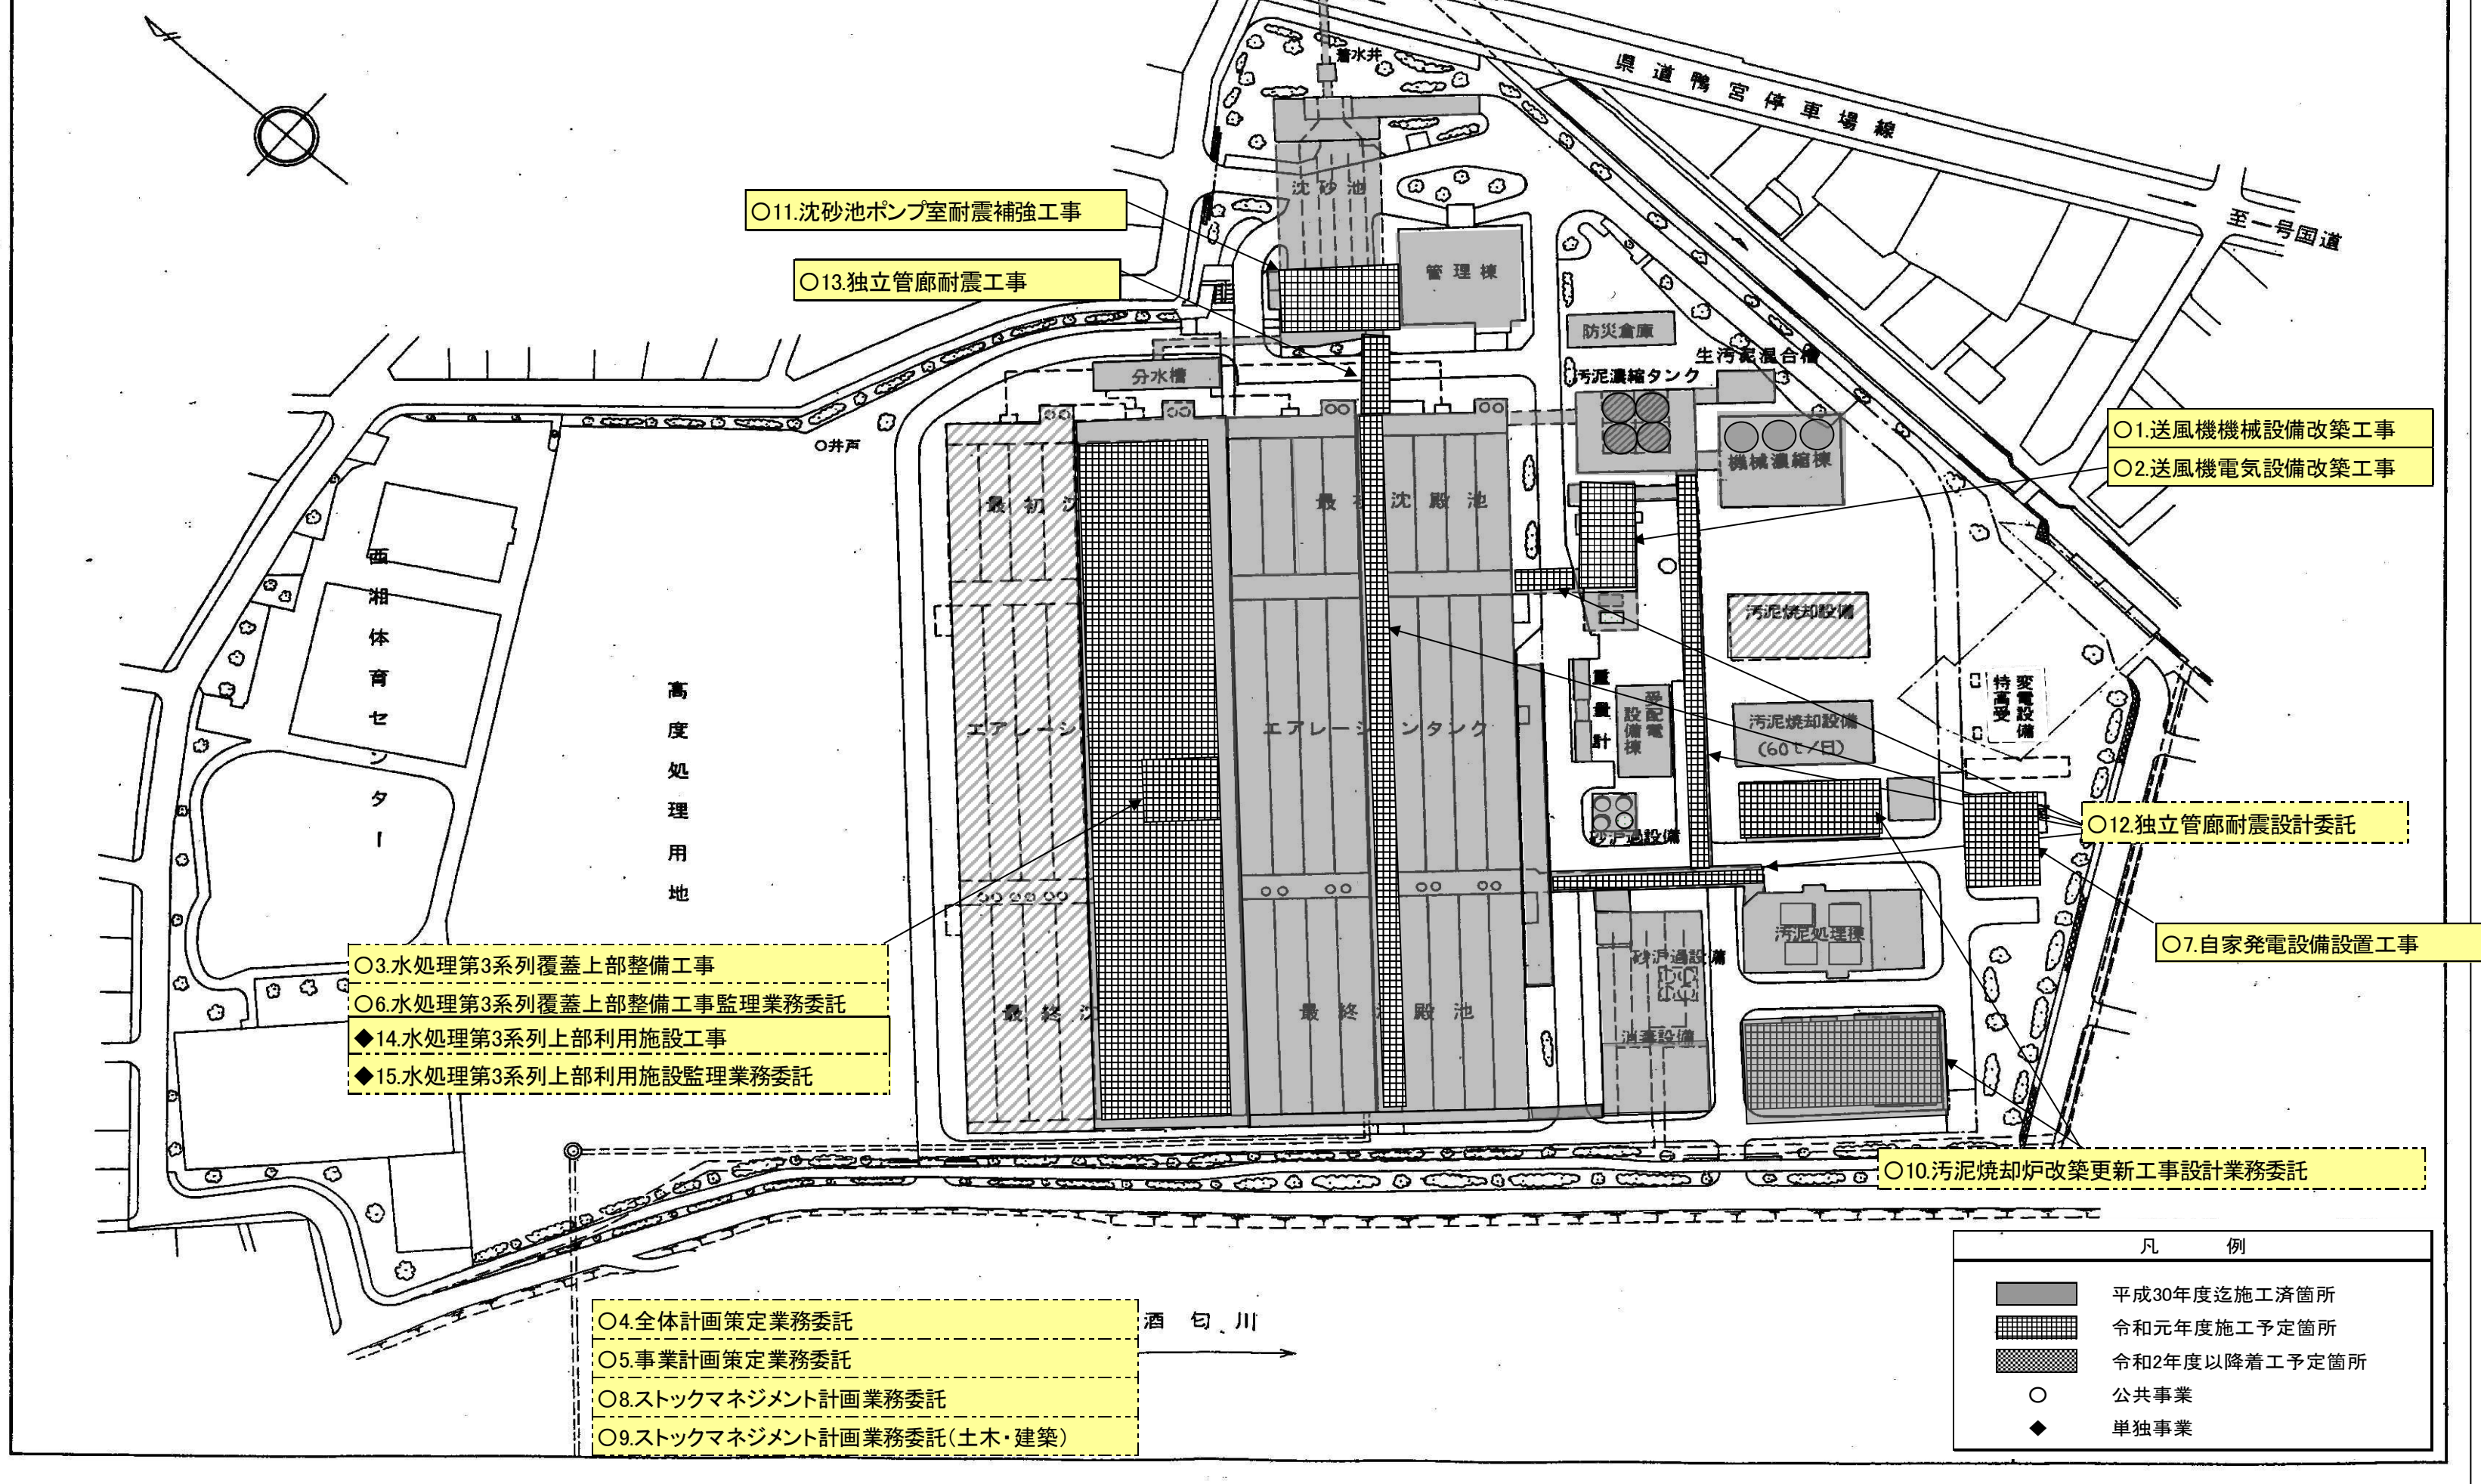 着水井
県道鴨宮停車場線
至一号国道
沈砂池
○11.沈砂池ポンプ室耐震補強工事
○13.独立管廊耐震工事
管理棟
防災倉庫
生汚泥混合槽
汚泥濃縮タンク
分水槽
機械濃縮棟
○1.送風機機械設備改築工事
○2.送風機電気設備改築工事
○井戸
最初沈
最初沈殿池
西湘体育センター
高度処理用地
汚泥焼却設備
特高受
変電設備
重量計
受配電
設備棟
エアレーシ
エアレーションタンク
汚泥焼却設備
(60t/日)
砂沪過設備
○12.独立管廊耐震設計委託
○7.自家発電設備設置工事
汚泥処理棟
砂沪過設備
消毒設備
最終沈
最終沈殿池
○3.水処理第3系列覆蓋上部整備工事
○6.水処理第3系列覆蓋上部整備工事監理業務委託
◆14.水処理第3系列上部利用施設工事
◆15.水処理第3系列上部利用施設監理業務委託
○10.汚泥焼却炉改築更新工事設計業務委託
○4.全体計画策定業務委託
○5.事業計画策定業務委託
○8.ストックマネジメント計画業務委託
○9.ストックマネジメント計画業務委託(土木・建築)
酒匂川
凡 例
平成30年度迄施工済箇所
令和元年度施工予定箇所
令和2年度以降着工予定箇所
○ 公共事業
◆ 単独事業